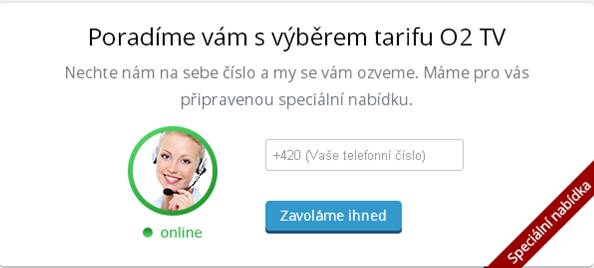 Poradíme vám s výběrem tarifu O2 TV
Nechte nám na sebe číslo a my se vám ozveme. Máme pro vás
připravenou speciální nabídku.
+420 (Vaše telefonní číslo)
Zavoláme ihned
online
Speciální nabídka